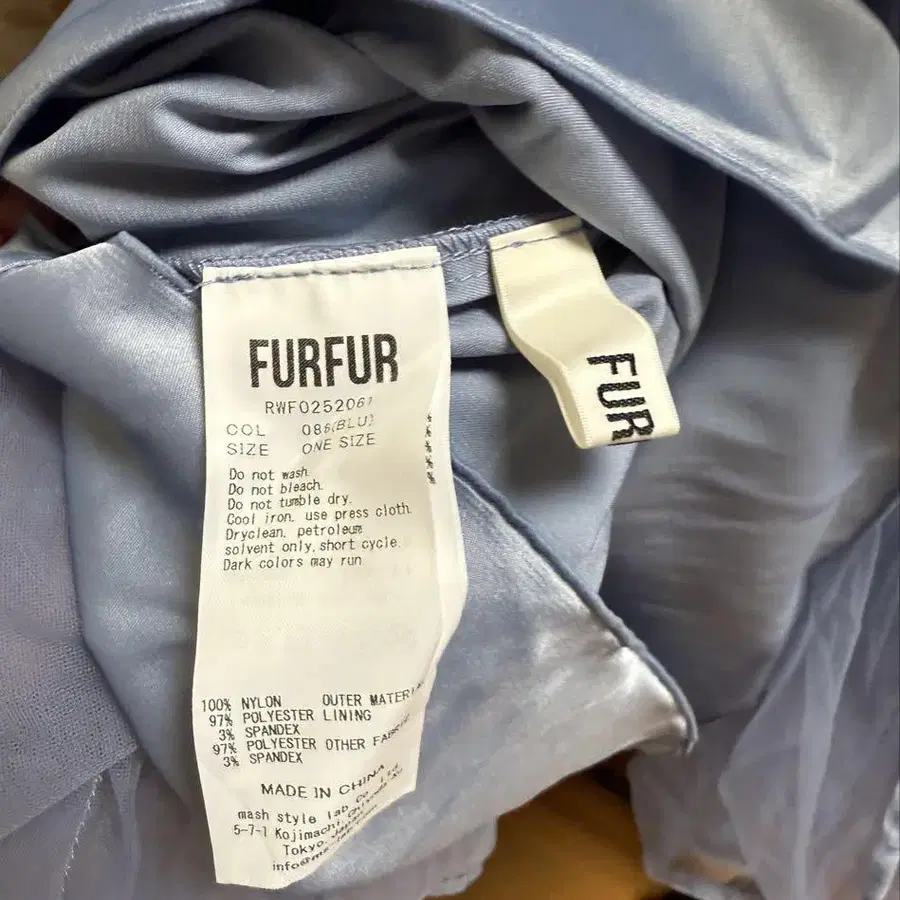 FURFUR
RWF0252061
COL 086(BLU)
SIZE ONE SIZE
Do not wash.
Do not bleach.
Do not tumble dry.
Cool iron. use press cloth.
Dryclean. petroleum
solvent only, short cycle.
Dark colors may run
100% NYLON OUTER MATERIA
97% POLYESTER LINING
3% SPANDEX
97% POLYESTER OTHER FABRIC
3% SPANDEX
MADE IN CHINA
mash style lab Co., Ltd
5-7-1 Kojimachi,
Tokyo, Japan
FUR